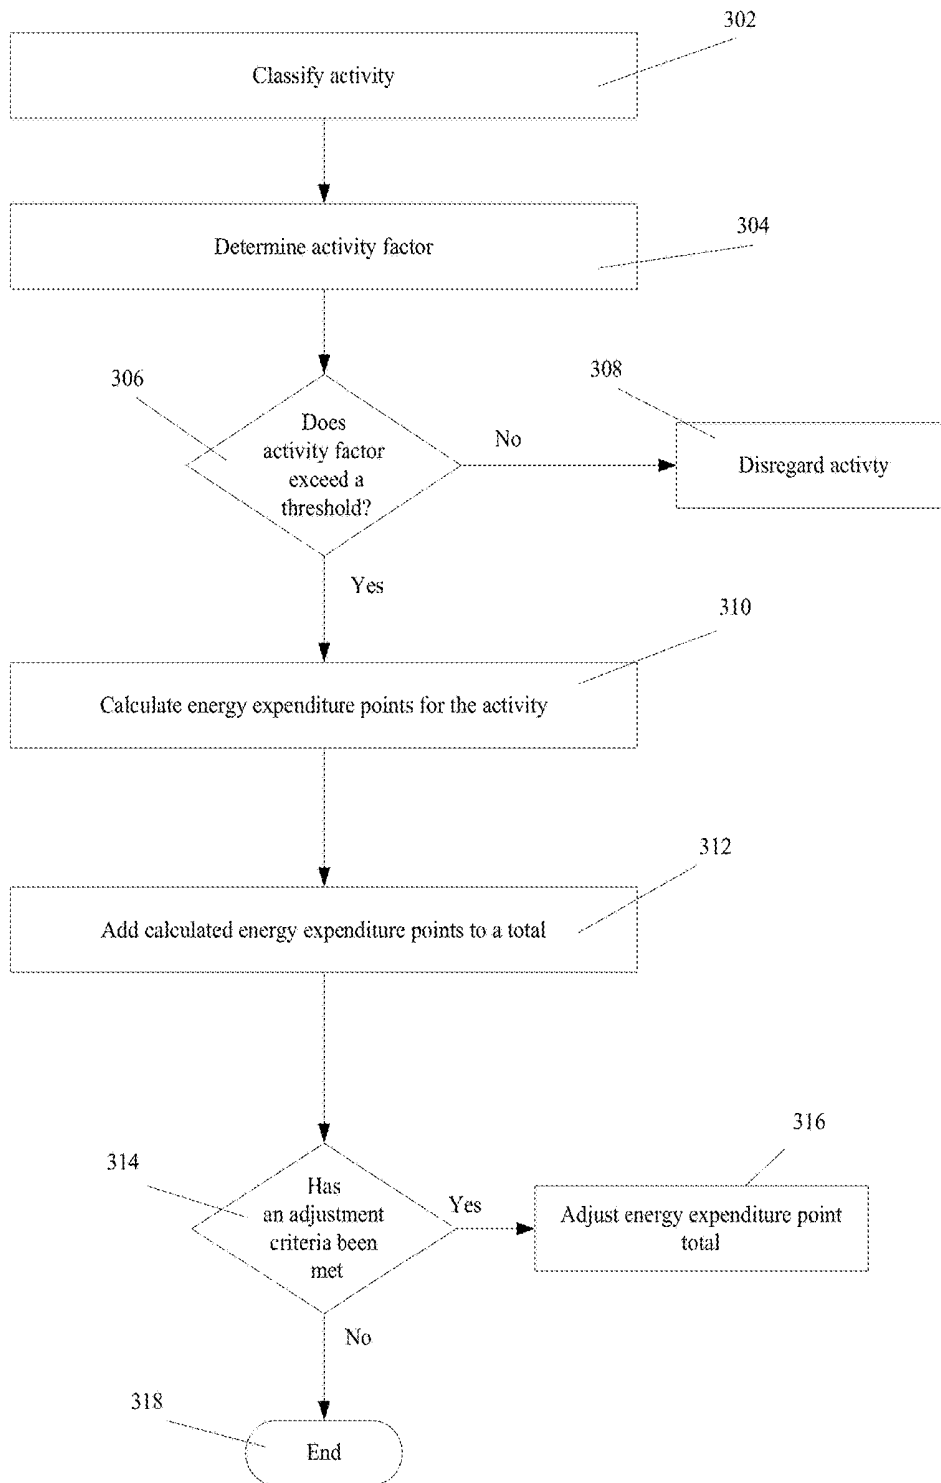 302
Classify activity
304
Determine activity factor
306
Does
activity factor
exceed a
threshold?
No
308
Disregard activty
Yes
310
Calculate energy expenditure points for the activity
312
Add calculated energy expenditure points to a total
314
Has
an adjustment
criteria been
met
Yes
316
Adjust energy expenditure point
total
No
318
End